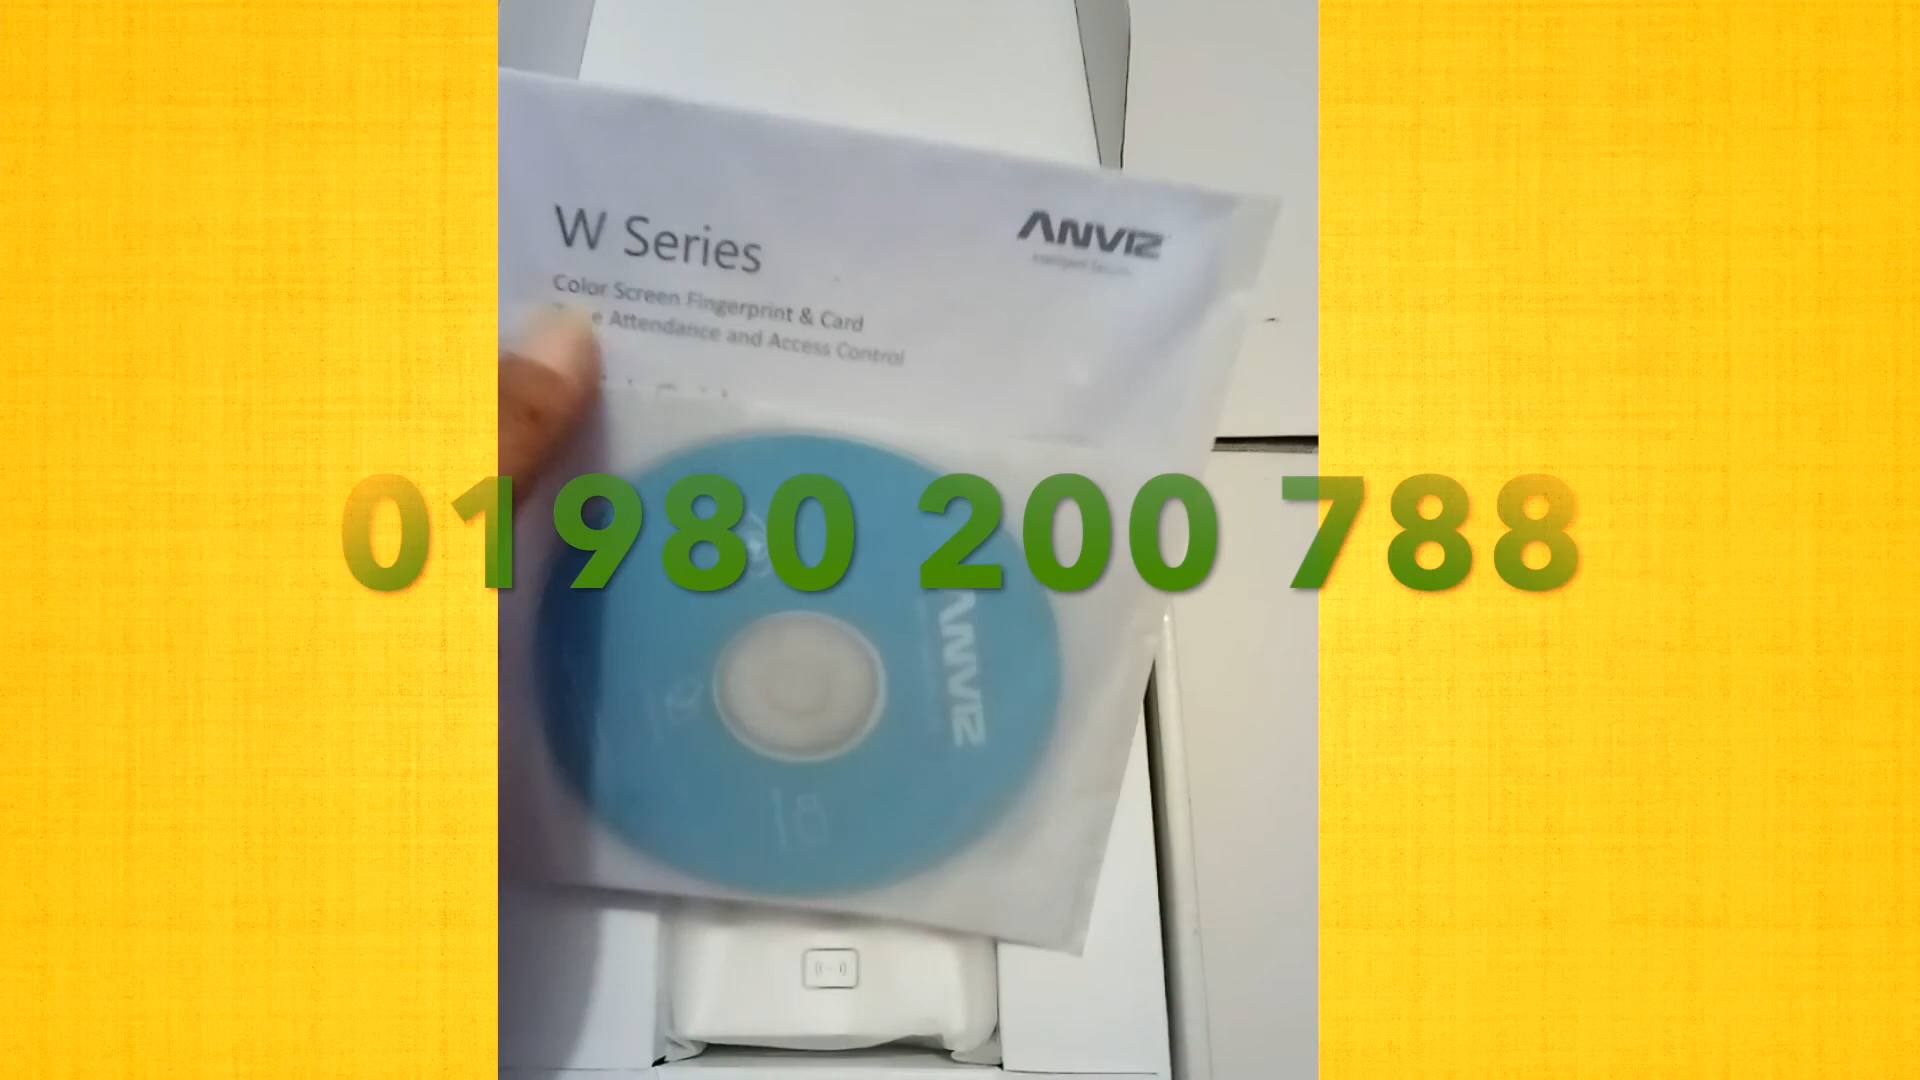 W Series
ANVIZ
Color Screen Fingerprint & Card
Attendance and Access Control
01980 200 788
ANVIZ